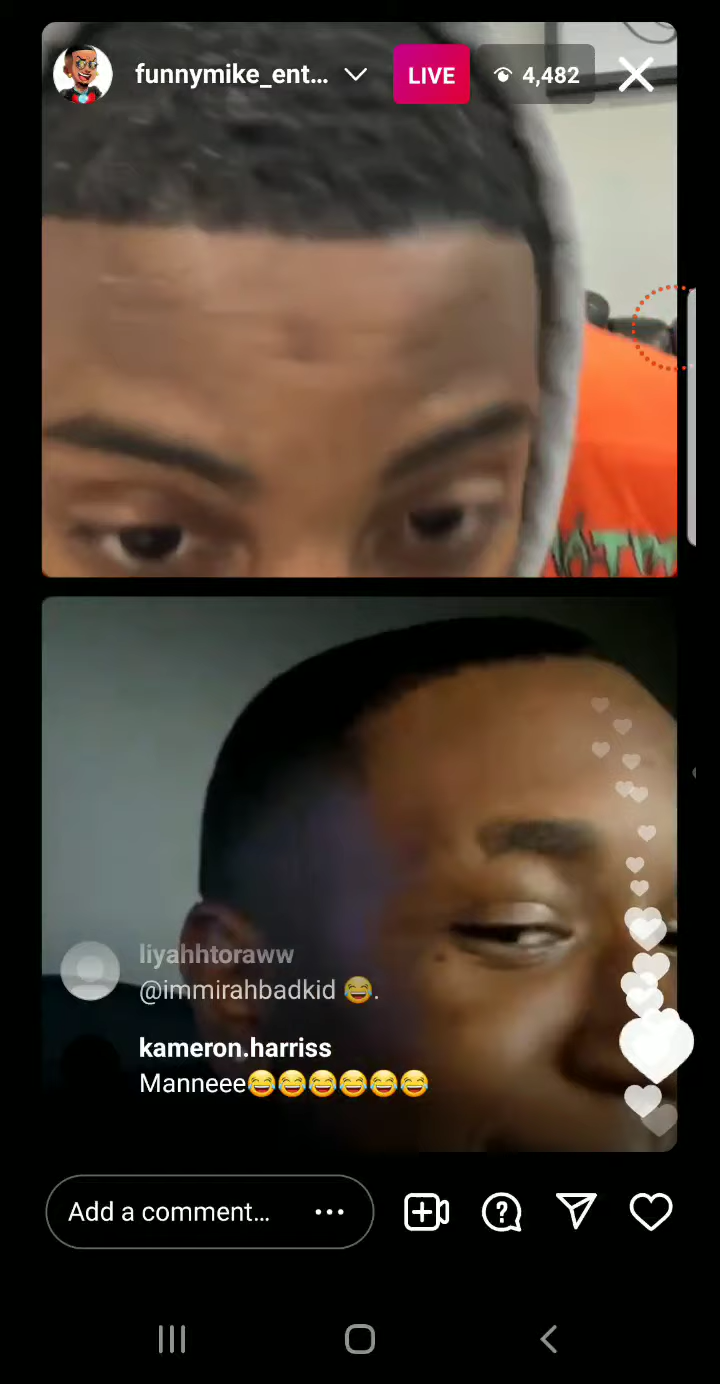 funnymike_ent...
LIVE
4,482
liyahhtoraww
@immirahbadkid 😂.
kameron.harriss
Manneee😂😂😂😂😂😂
Add a comment...